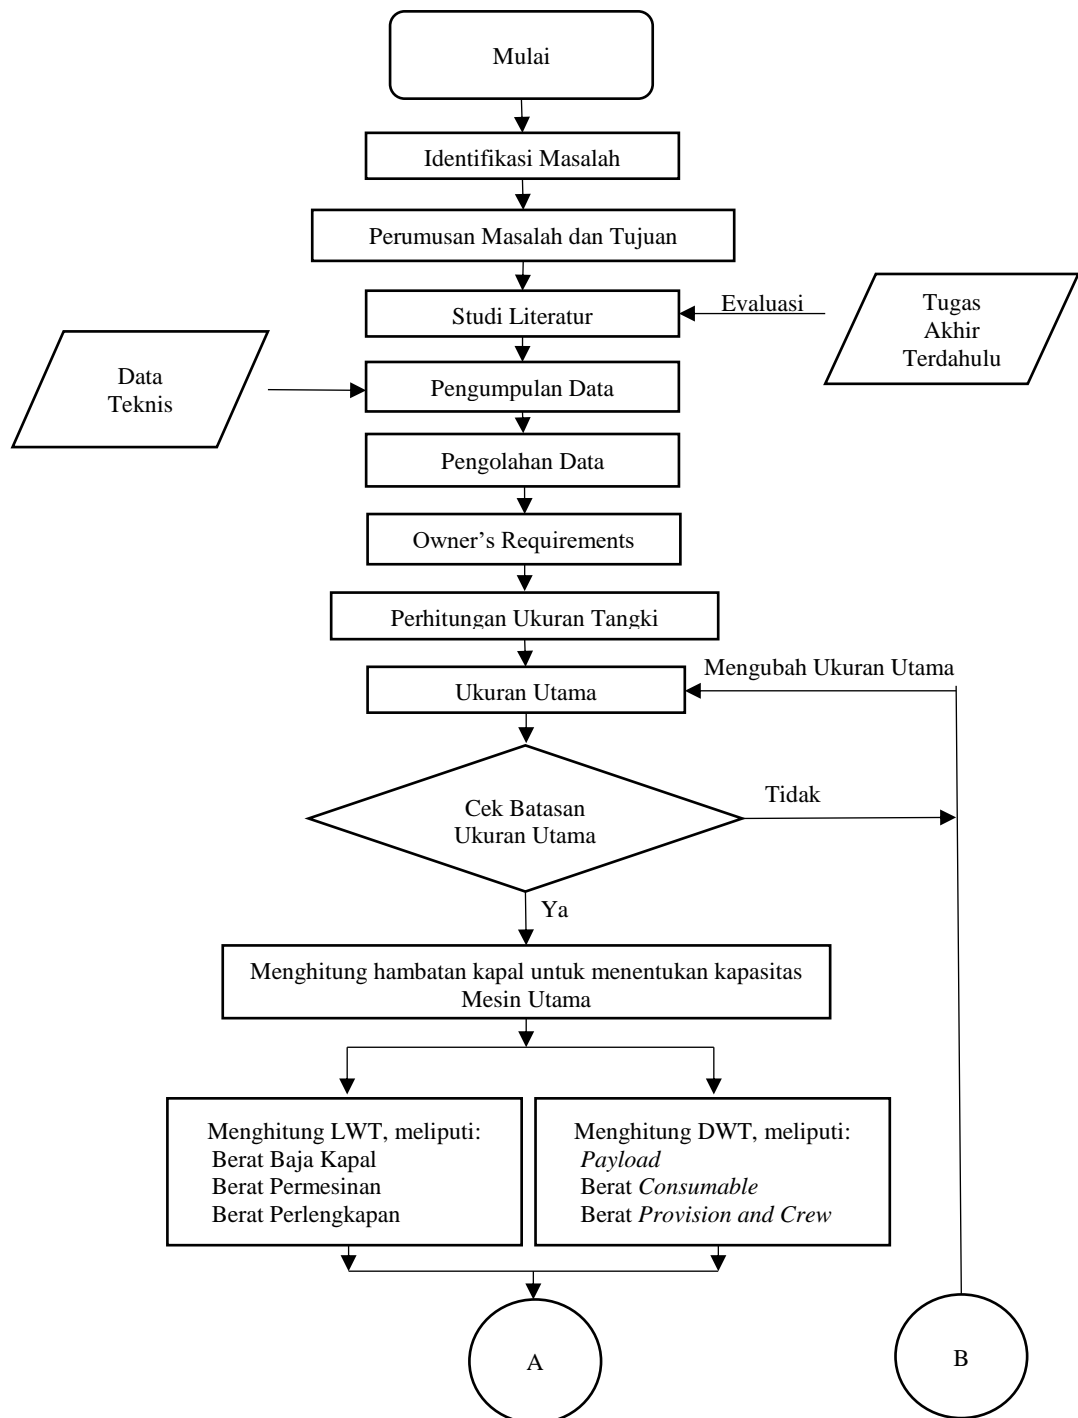 Mulai
Identifikasi Masalah
Perumusan Masalah dan Tujuan
Studi Literatur
Evaluasi
Tugas
Akhir
Terdahulu
Data
Teknis
Pengumpulan Data
Pengolahan Data
Owner’s Requirements
Perhitungan Ukuran Tangki
Mengubah Ukuran Utama
Ukuran Utama
Cek Batasan
Ukuran Utama
Tidak
Ya
Menghitung hambatan kapal untuk menentukan kapasitas
Mesin Utama
Menghitung LWT, meliputi:
Berat Baja Kapal
Berat Permesinan
Berat Perlengkapan
Menghitung DWT, meliputi:
Payload
Berat Consumable
Berat Provision and Crew
A
B